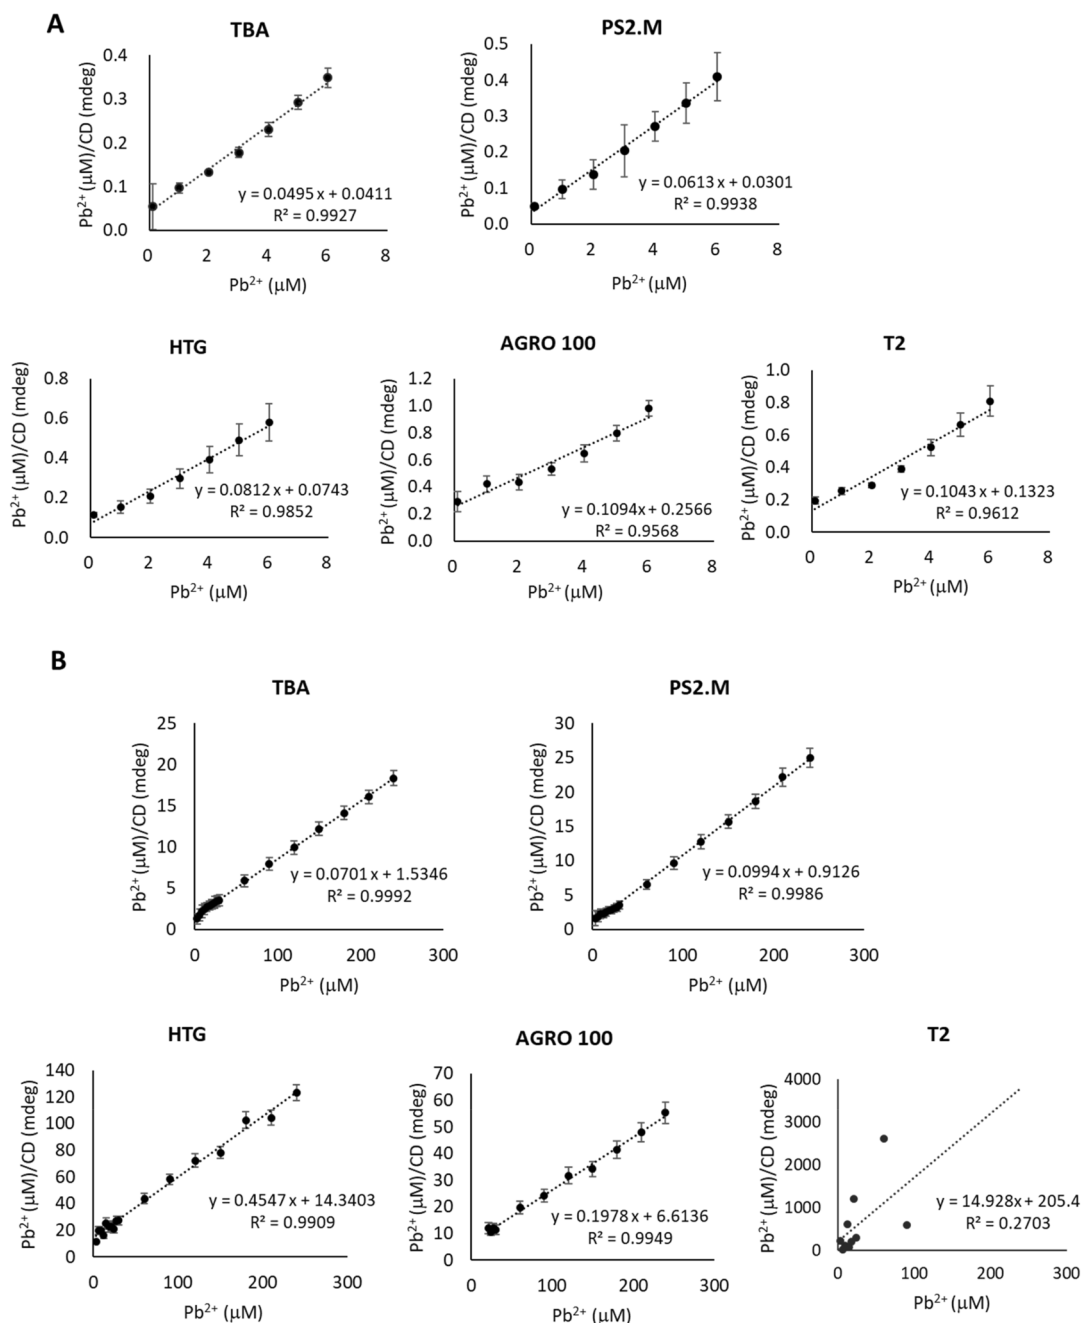 A
TBA
Pb²⁺ (μM)/CD (mdeg)
0.4
0.3
0.2
0.1
0.0
y = 0.0495x + 0.0411
R² = 0.9927
0 2 4 6 8
Pb²⁺ (μM)
PS2.M
Pb²⁺ (μM)/CD (mdeg)
0.5
0.4
0.3
0.2
0.1
0.0
y = 0.0613x + 0.0301
R² = 0.9938
0 2 4 6 8
Pb²⁺ (μM)
HTG
Pb²⁺ (μM)/CD (mdeg)
0.8
0.6
0.4
0.2
0.0
y = 0.0812x + 0.0743
R² = 0.9852
0 2 4 6 8
Pb²⁺ (μM)
AGRO 100
Pb²⁺ (μM)/CD (mdeg)
1.2
1.0
0.8
0.6
0.4
0.2
0.0
y = 0.1094x + 0.2566
R² = 0.9568
0 2 4 6 8
Pb²⁺ (μM)
T2
Pb²⁺ (μM)/CD (mdeg)
1.0
0.8
0.6
0.4
0.2
0.0
y = 0.1043x + 0.1323
R² = 0.9612
0 2 4 6 8
Pb²⁺ (μM)
B
TBA
Pb²⁺ (μM)/CD (mdeg)
25
20
15
10
5
0
y = 0.0701x + 1.5346
R² = 0.9992
0 100 200 300
Pb²⁺ (μM)
PS2.M
Pb²⁺ (μM)/CD (mdeg)
30
25
20
15
10
5
0
y = 0.0994x + 0.9126
R² = 0.9986
0 100 200 300
Pb²⁺ (μM)
HTG
Pb²⁺ (μM)/CD (mdeg)
140
120
100
80
60
40
20
0
y = 0.4547x + 14.3403
R² = 0.9909
0 100 200 300
Pb²⁺ (μM)
AGRO 100
Pb²⁺ (μM)/CD (mdeg)
70
60
50
40
30
20
10
0
y = 0.1978x + 6.6136
R² = 0.9949
0 100 200 300
Pb²⁺ (μM)
T2
Pb²⁺ (μM)/CD (mdeg)
4000
3000
2000
1000
0
y = 14.928x + 205.4
R² = 0.2703
0 100 200 300
Pb²⁺ (μM)